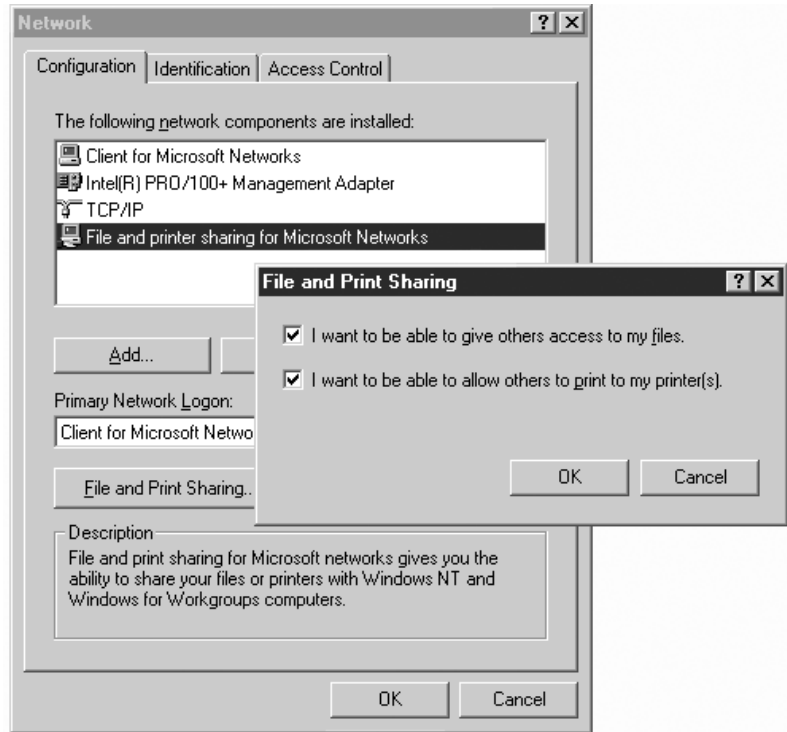 Network
Configuration Identification Access Control
The following network components are installed:
Client for Microsoft Networks
Intel(R) PRO/100+ Management Adapter
TCP/IP
File and printer sharing for Microsoft Networks
File and Print Sharing
I want to be able to give others access to my files.
I want to be able to allow others to print to my printer(s).
OK Cancel
Add...
Primary Network Logon:
Client for Microsoft Netwo
File and Print Sharing..
Description
File and print sharing for Microsoft networks gives you the
ability to share your files or printers with Windows NT and
Windows for Workgroups computers.
OK Cancel